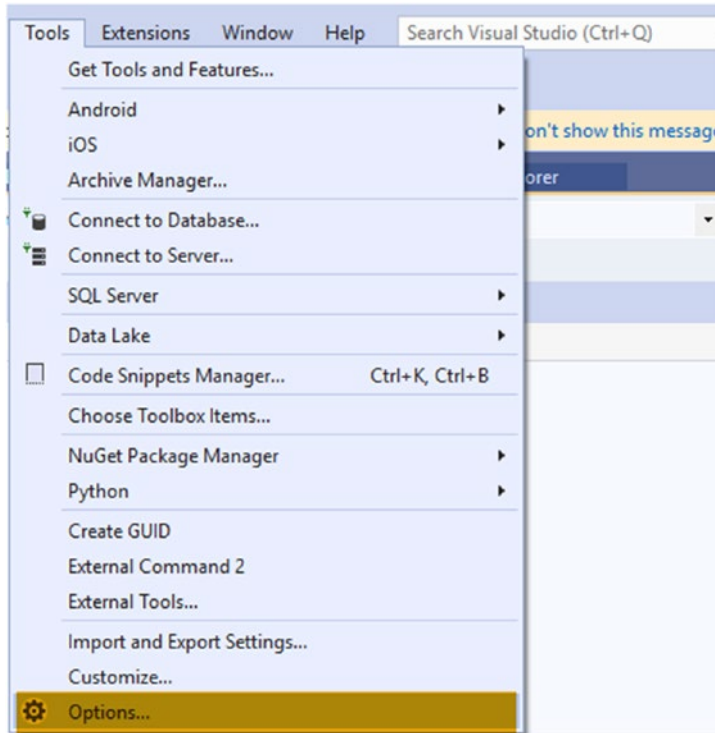 Tools Extensions Window Help Search Visual Studio (Ctrl+Q)
Get Tools and Features...
Android
on't show this messag
iOS
Archive Manager...
orer
Connect to Database...
Connect to Server...
SQL Server
Data Lake
Code Snippets Manager... Ctrl+K, Ctrl+B
Choose Toolbox Items...
NuGet Package Manager
Python
Create GUID
External Command 2
External Tools...
Import and Export Settings...
Customize...
Options...